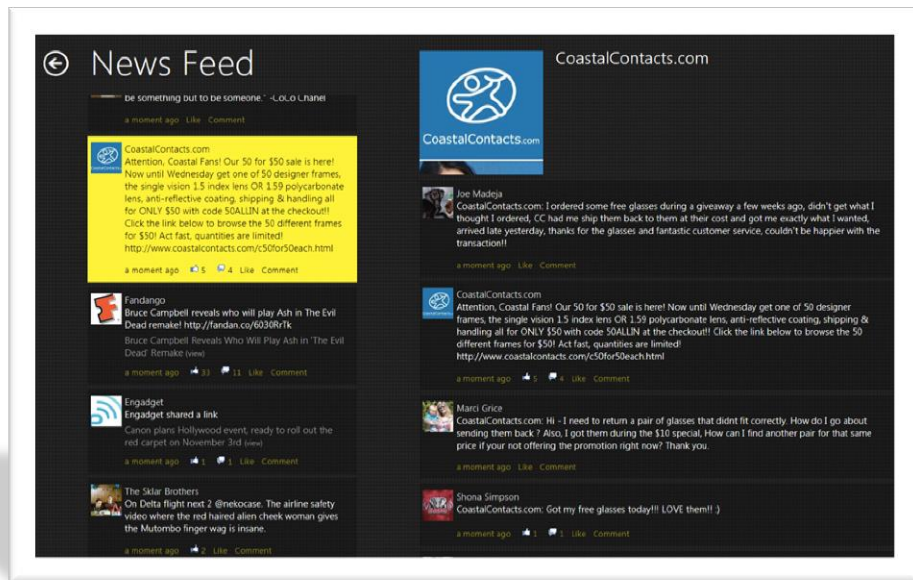 News Feed
be something but to be someone." -CoCo Chanel
a moment ago Like Comment
CoastalContacts.com
Attention, Coastal Fans! Our 50 for $50 sale is here!
Now until Wednesday get one of 50 designer frames,
the single vision 1.5 index lens OR 1.59 polycarbonate
lens, anti-reflective coating, shipping & handling all
for ONLY $50 with code 50ALLIN at the checkout!!
Click the link below to browse the 50 different frames
for $50! Act fast, quantities are limited!
http://www.coastalcontacts.com/c50for50each.html
a moment ago 5 4 Like Comment
Fandango
Bruce Campbell reveals who will play Ash in The Evil
Dead remake! http://fandan.co/6030RrTk
Bruce Campbell Reveals Who Will Play Ash in 'The Evil
Dead' Remake (view)
a moment ago 33 11 Like Comment
Engadget
Engadget shared a link
Canon plans Hollywood event, ready to roll out the
red carpet on November 3rd (view)
a moment ago 1 1 Like Comment
The Sklar Brothers
On Delta flight next 2 @nekocase. The airline safety
video where the red haired alien cheek woman gives
the Mutombo finger wag is insane.
a moment ago 2 Like Comment
CoastalContacts.com
CoastalContacts.com
Joe Madeja
CoastalContacts.com: I ordered some free glasses during a giveaway a few weeks ago, didn't get what I
thought I ordered, CC had me ship them back to them at their cost and got me exactly what I wanted,
arrived late yesterday, thanks for the glasses and fantastic customer service, couldn't be happier with the
transaction!!
a moment ago Like Comment
CoastalContacts.com
Attention, Coastal Fans! Our 50 for $50 sale is here! Now until Wednesday get one of 50 designer
frames, the single vision 1.5 index lens OR 1.59 polycarbonate lens, anti-reflective coating, shipping &
handling all for ONLY $50 with code 50ALLIN at the checkout!! Click the link below to browse the 50
different frames for $50! Act fast, quantities are limited!
http://www.coastalcontacts.com/c50for50each.html
a moment ago 5 4 Like Comment
Marci Grice
CoastalContacts.com: Hi - I need to return a pair of glasses that didnt fit correctly. How do I go about
sending them back ? Also, I got them during the $10 special, How can I find another pair for that same
price if your not offering the promotion right now? Thank you.
a moment ago Like Comment
Shona Simpson
CoastalContacts.com: Got my free glasses today!!! LOVE them!! :)
a moment ago 1 1 Like Comment